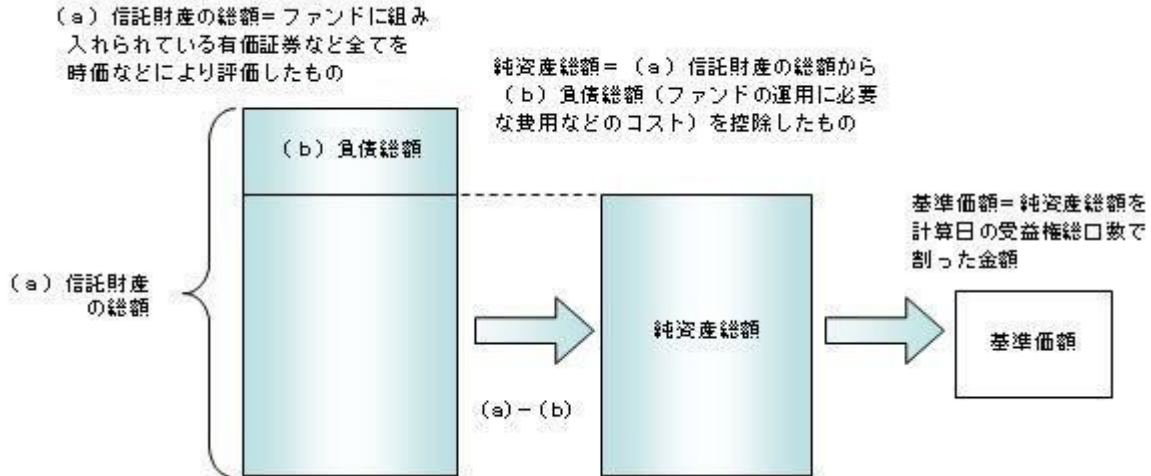 （a）信託財産の総額＝ファンドに組み
入れられている有価証券など全てを
時価などにより評価したもの
純資産総額＝（a）信託財産の総額から
（b）負債総額（ファンドの運用に必要
な費用などのコスト）を控除したもの
（b）負債総額
基準価額＝純資産総額を
計算日の受益権総口数で
割った金額
（a）信託財産
の総額
純資産総額
基準価額
（a）－（b）